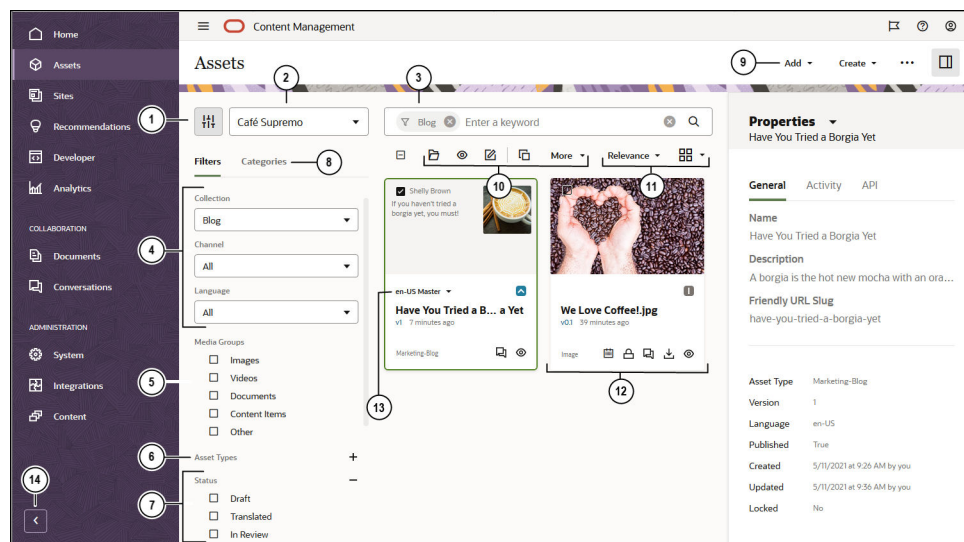 Home
Assets
Sites
Recommendations
Developer
Analytics
COLLABORATION
Documents
Conversations
ADMINISTRATION
System
Integrations
Content
14
Content Management
Assets
2
3
9
Add
Create
1
Café Supremo
Blog
Enter a keyword
Filters
Categories
8
More
Relevance
10
11
4
Collection
Blog
Channel
All
Language
All
Media Groups
5
Images
Videos
Documents
Content Items
Other
6
Asset Types
Status
7
Draft
Translated
In Review
Shelly Brown
If you haven't tried a
borgia yet, you must!
en-US Master
Have You Tried a B... a Yet
v1 7 minutes ago
Marketing-Blog
13
We Love Coffee!.jpg
v0.1 39 minutes ago
Image
12
Properties
Have You Tried a Borgia Yet
General Activity API
Name
Have You Tried a Borgia Yet
Description
A borgia is the hot new mocha with an ora...
Friendly URL Slug
have-you-tried-a-borgia-yet
Asset Type Marketing-Blog
Version 1
Language en-US
Published True
Created 5/11/2021 at 9:26 AM by you
Updated 5/11/2021 at 9:36 AM by you
Locked No